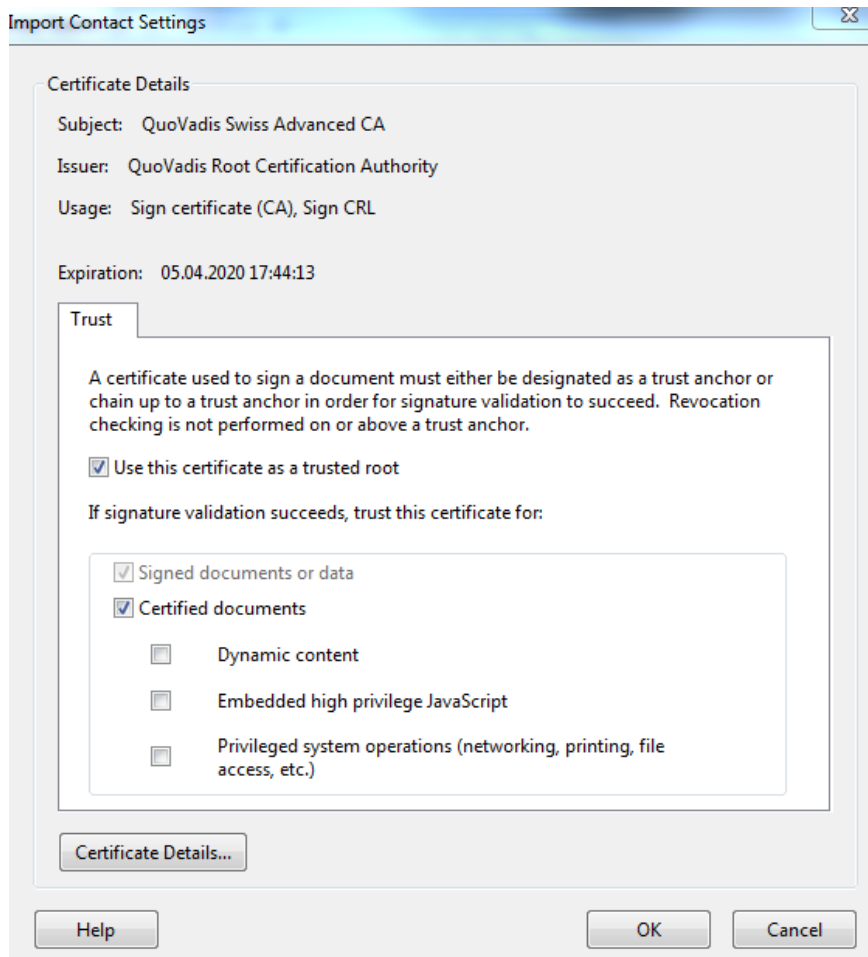 Import Contact Settings
Certificate Details
Subject: QuoVadis Swiss Advanced CA
Issuer: QuoVadis Root Certification Authority
Usage: Sign certificate (CA), Sign CRL
Expiration: 05.04.2020 17:44:13
Trust
A certificate used to sign a document must either be designated as a trust anchor or
chain up to a trust anchor in order for signature validation to succeed. Revocation
checking is not performed on or above a trust anchor.
Use this certificate as a trusted root
If signature validation succeeds, trust this certificate for:
Signed documents or data
Certified documents
Dynamic content
Embedded high privilege JavaScript
Privileged system operations (networking, printing, file
access, etc.)
Certificate Details...
Help
OK
Cancel